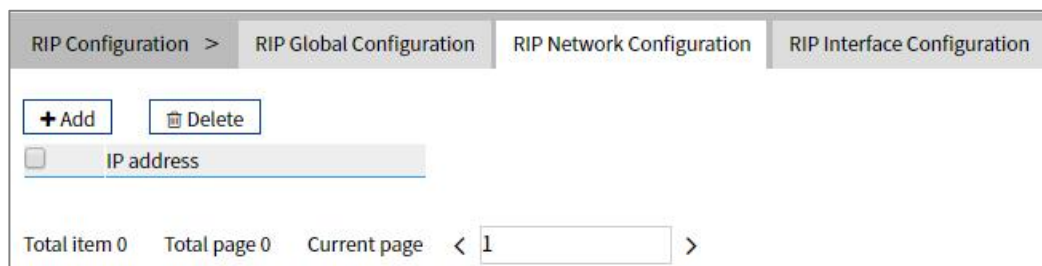 RIP Configuration > RIP Global Configuration RIP Network Configuration RIP Interface Configuration
+ Add Delete
IP address
Total item 0 Total page 0 Current page < 1 >